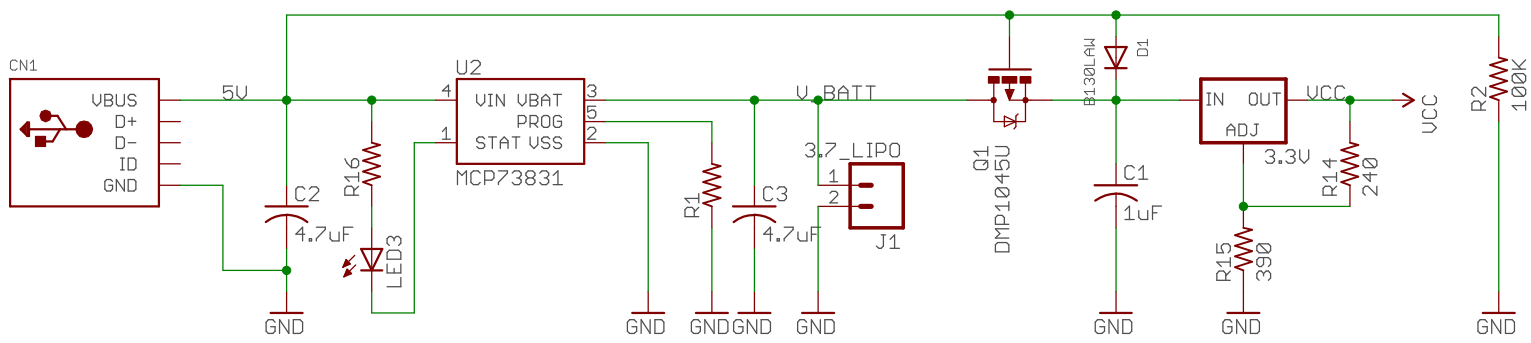 CN1
VBUS
D+
D-
ID
GND
5V
C2
4.7uF
GND
R16
LED3
U2
4
1
VIN VBAT
PROG
STAT VSS
3
5
2
MCP73831
GND
R1
GND
C3
4.7uF
GND
V_BATT
3.7_LIPO
1
2
J1
GND
Q1
DMP1045U
B130LAW
D1
C1
1uF
GND
IN OUT
ADJ
3.3V
VCC
VCC
R14
240
R15
390
GND
R2
100K
GND